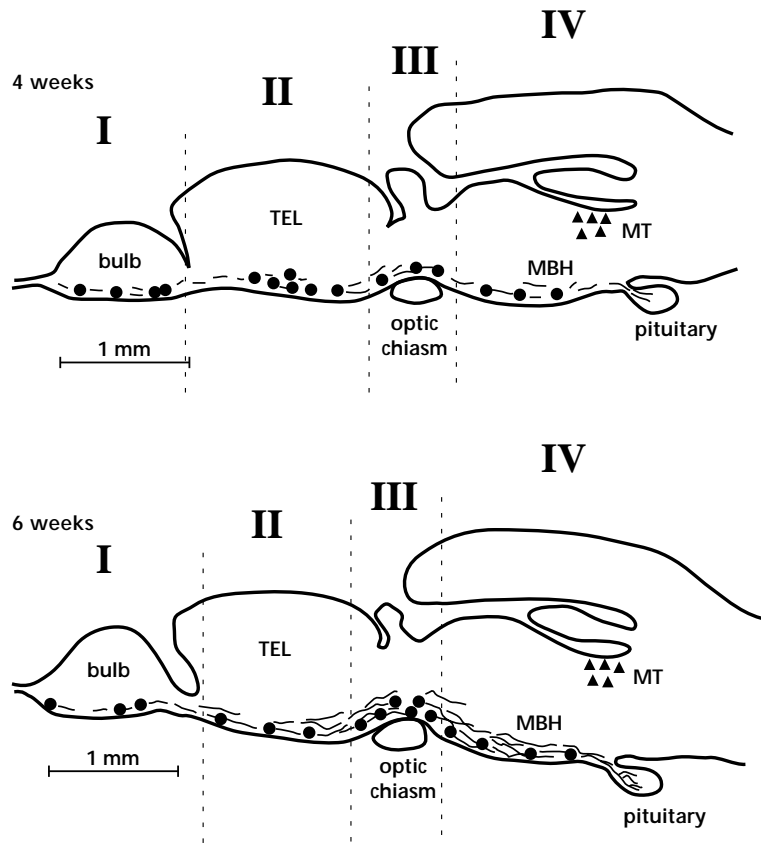 IV
III
4 weeks
II
I
TEL
MT
bulb
MBH
optic
chiasm
pituitary
1 mm
IV
III
6 weeks
II
I
TEL
bulb
MT
MBH
1 mm
optic
chiasm
pituitary